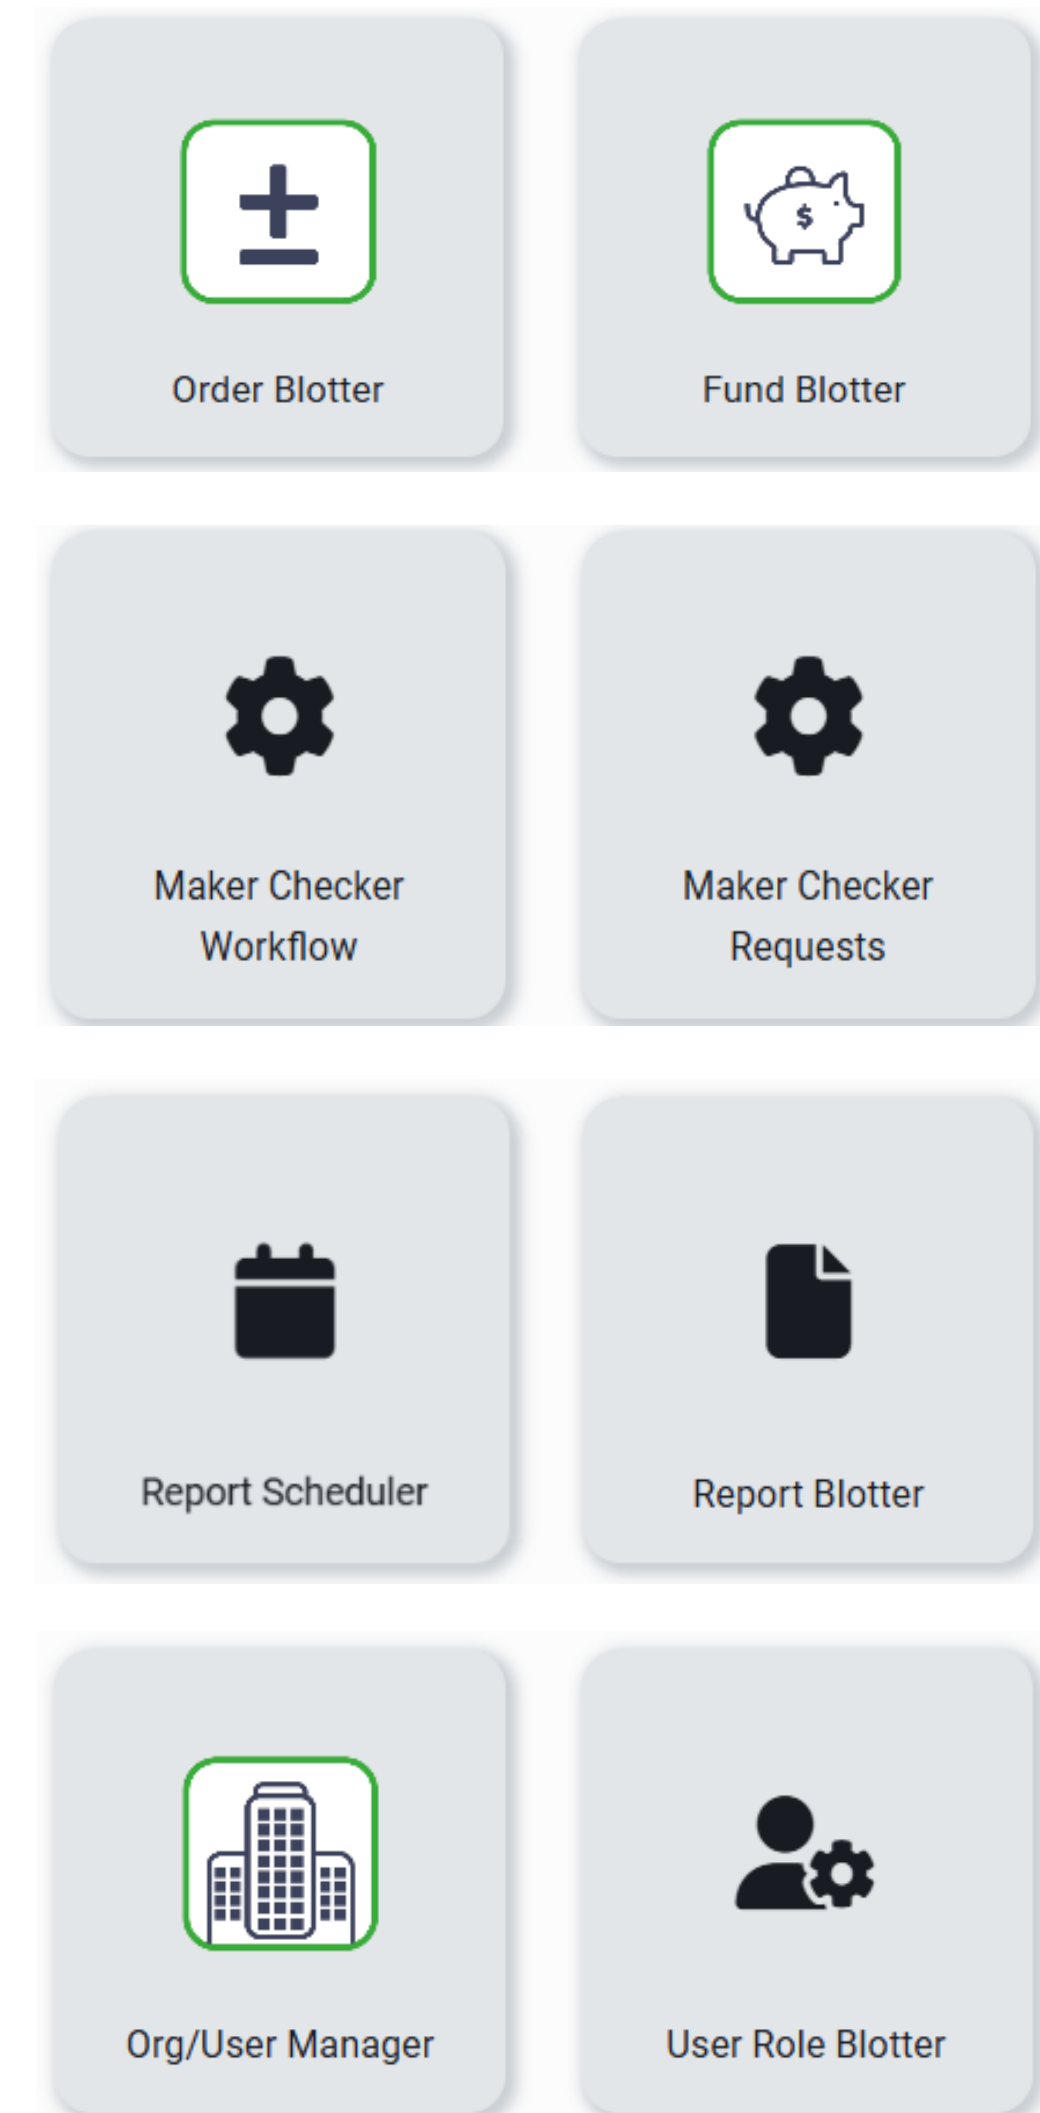 $
Order Blotter
Fund Blotter
Maker Checker
Workflow
Maker Checker
Requests
Report Scheduler
Report Blotter
Org/User Manager
User Role Blotter